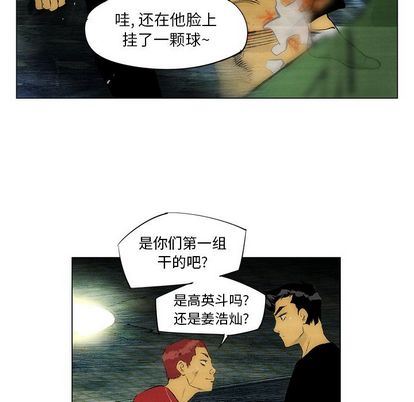 哇, 还在他脸上
挂了一颗球~
是你们第一组
干的吧?
是高英斗吗?
还是姜浩灿?